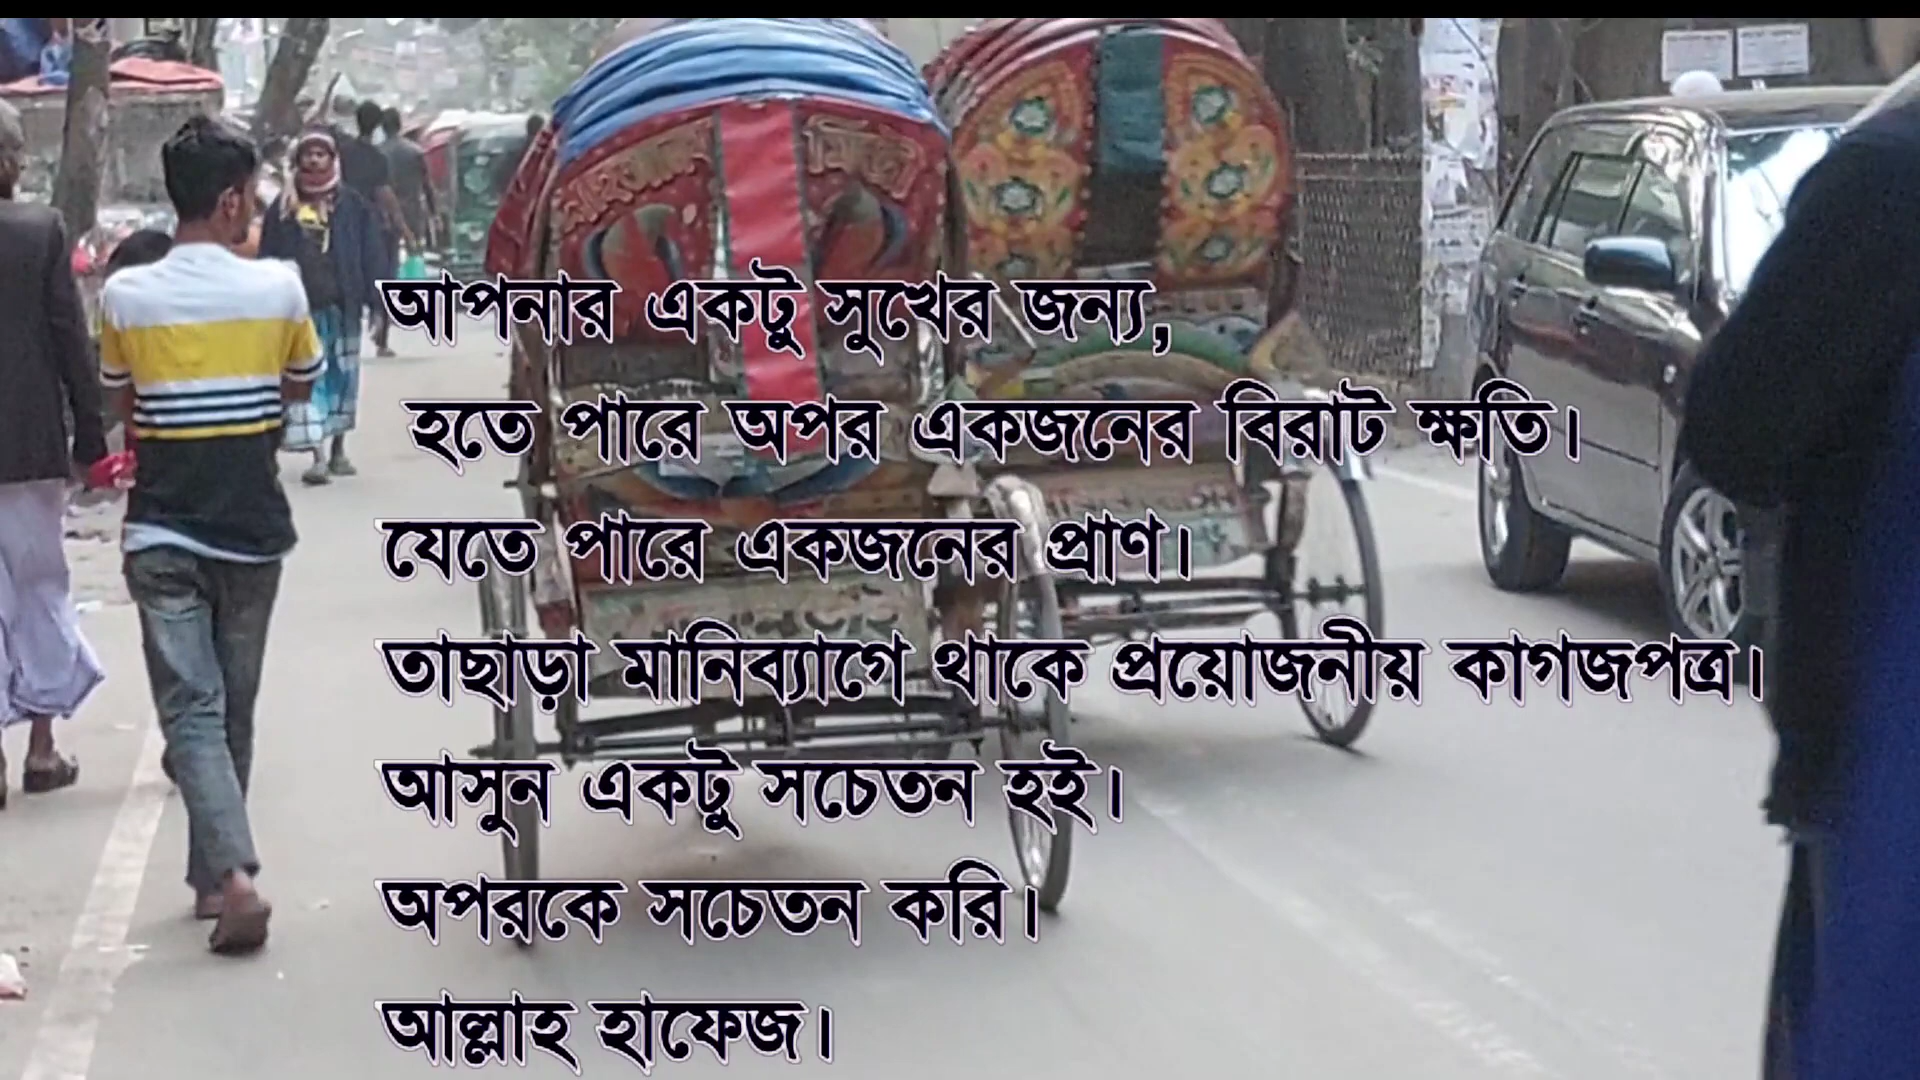 আপনার একটু সুখের জন্য,
হতে পারে অপর একজনের বিরাট ক্ষতি।
যেতে পারে একজনের প্রাণ।
তাছাড়া মানিব্যাগে থাকে প্রয়োজনীয় কাগজপত্র।
আসুন একটু সচেতন হই।
অপরকে সচেতন করি।
আল্লাহ হাফেজ।